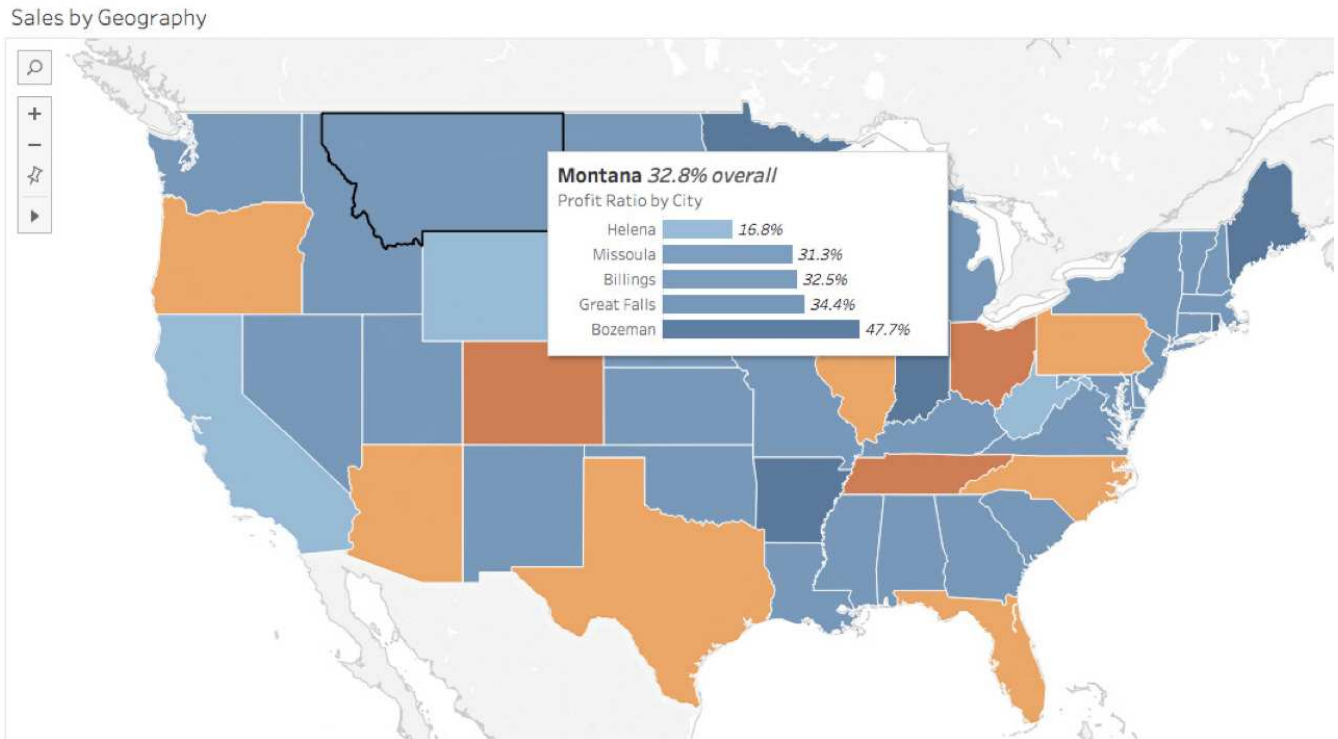 Sales by Geography
Montana 32.8% overall
Profit Ratio by City
Helena 16.8%
Missoula 31.3%
Billings 32.5%
Great Falls 34.4%
Bozeman 47.7%